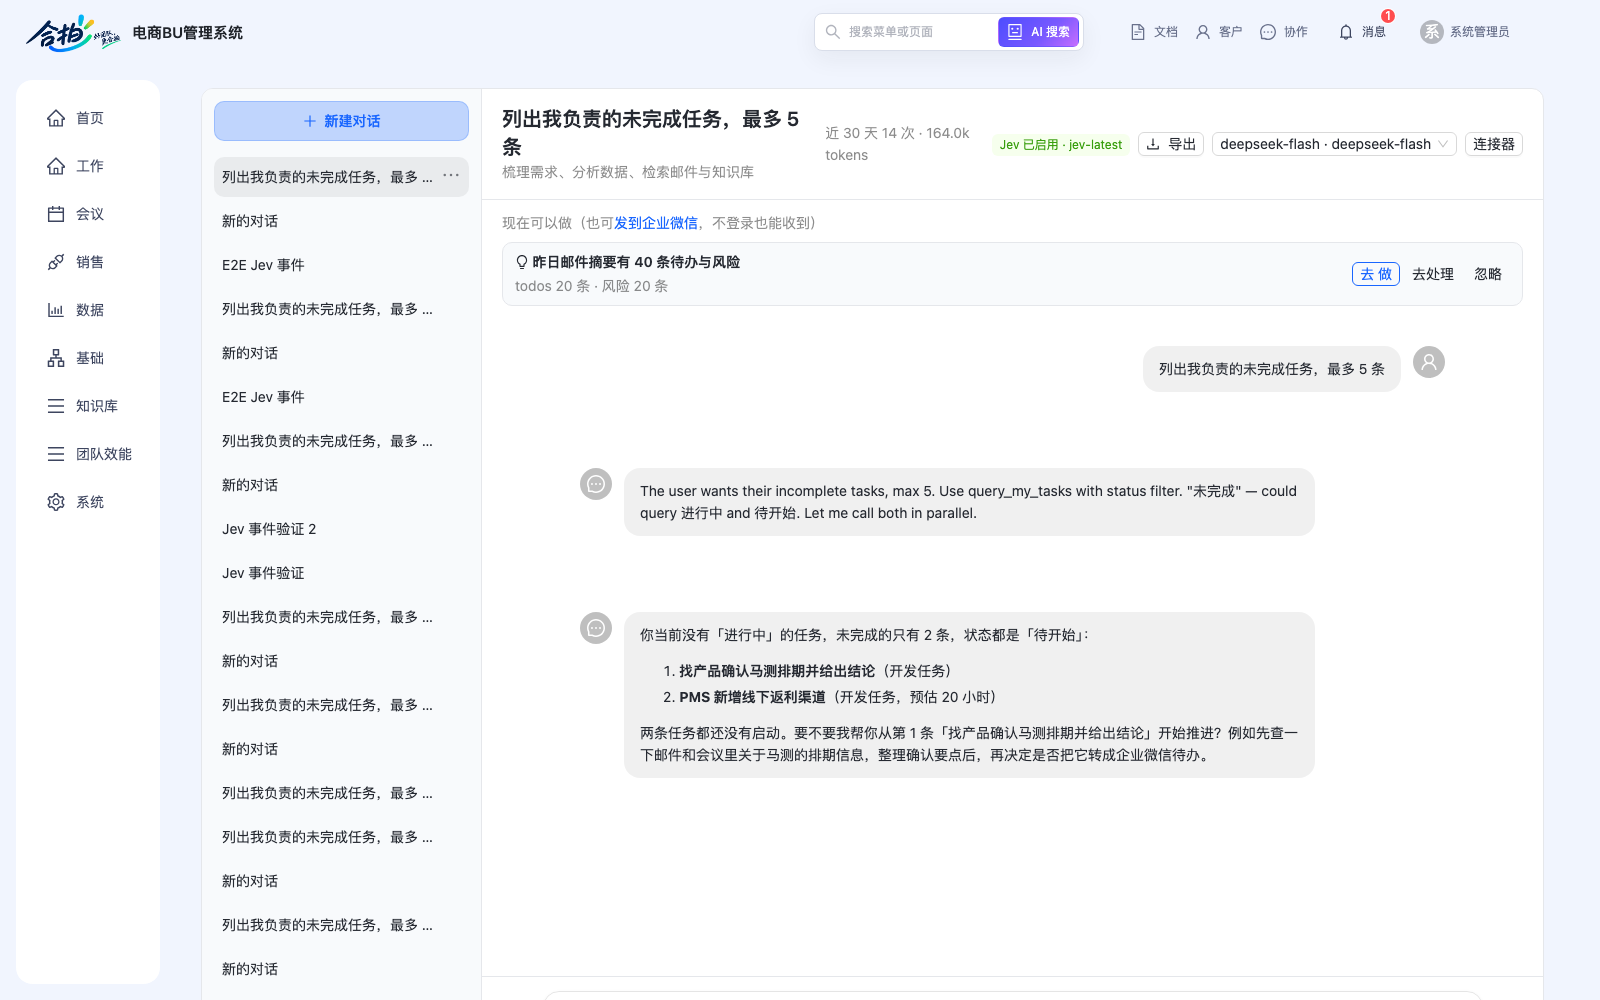 合拍
电商BU管理系统
搜索菜单或页面
AI 搜索
文档
客户
协作
消息
1
系
系统管理员
首页
工作
会议
销售
数据
基础
知识库
团队效能
系统
新建对话
列出我负责的未完成任务，最多 ...
新的对话
E2E Jev 事件
列出我负责的未完成任务，最多 ...
新的对话
E2E Jev 事件
列出我负责的未完成任务，最多 ...
新的对话
Jev 事件验证 2
Jev 事件验证
列出我负责的未完成任务，最多 ...
新的对话
列出我负责的未完成任务，最多 ...
新的对话
列出我负责的未完成任务，最多 ...
列出我负责的未完成任务，最多 ...
新的对话
列出我负责的未完成任务，最多 ...
新的对话
列出我负责的未完成任务，最多 5
条
梳理需求、分析数据、检索邮件与知识库
近 30 天 14 次 · 164.0k
tokens
Jev 已启用 · jev-latest
导出
deepseek-flash · deepseek-flash
连接器
现在可以做（也可发到企业微信，不登录也能收到）
昨日邮件摘要有 40 条待办与风险
todos 20 条 · 风险 20 条
去 做
去处理
忽略
列出我负责的未完成任务，最多 5 条
The user wants their incomplete tasks, max 5. Use query_my_tasks with status filter. "未完成" — could
query 进行中 and 待开始. Let me call both in parallel.
你当前没有「进行中」的任务，未完成的只有 2 条，状态都是「待开始」：
1. 找产品确认马测排期并给出结论（开发任务）
2. PMS 新增线下返利渠道（开发任务，预估 20 小时）
两条任务都还没有启动。要不要我帮你从第 1 条「找产品确认马测排期并给出结论」开始推进？例如先查一
下邮件和会议里关于马测的排期信息，整理确认要点后，再决定是否把它转成企业微信待办。